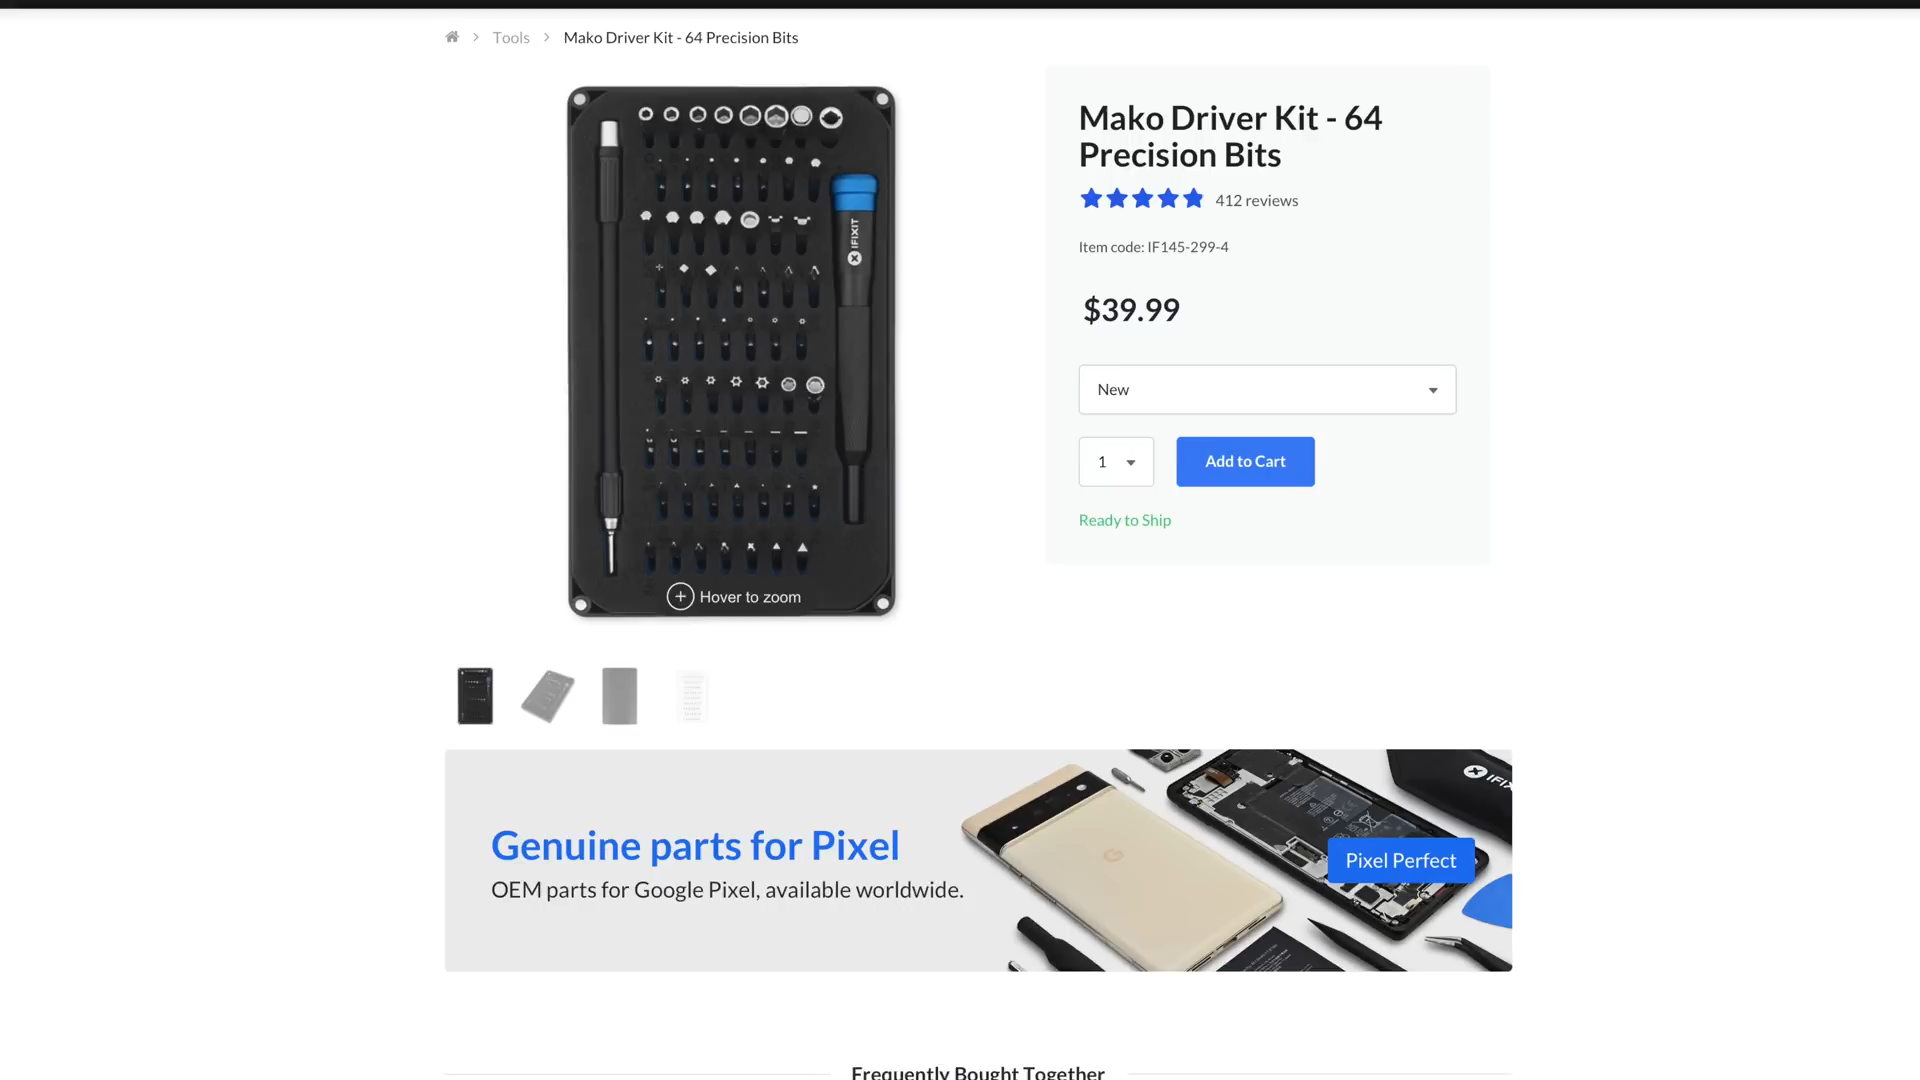 Tools
Mako Driver Kit - 64 Precision Bits
IFIXIT
Hover to zoom
Mako Driver Kit - 64
Precision Bits
412 reviews
Item code: IF145-299-4
$39.99
New
1
Add to Cart
Ready to Ship
Genuine parts for Pixel
OEM parts for Google Pixel, available worldwide.
IFIX
G
Pixel Perfect
Frequently Bought Together